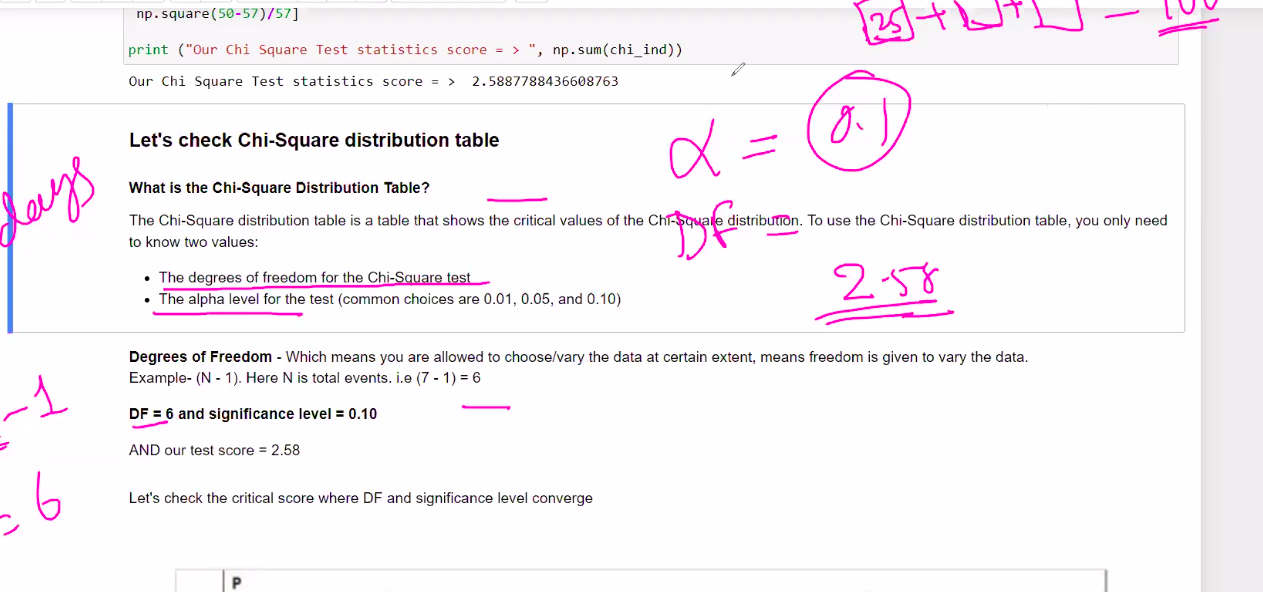 np.square(50-57)/57]
[25]+[ ]+[ ] - 100
print ("Our Chi Square Test statistics score = > ", np.sum(chi_ind))
Our Chi Square Test statistics score = >  2.5887788436608763
α = 0.1
Let's check Chi-Square distribution table
days
What is the Chi-Square Distribution Table?
DF =
The Chi-Square distribution table is a table that shows the critical values of the Chi-Square distribution. To use the Chi-Square distribution table, you only need
to know two values:
2.58
• The degrees of freedom for the Chi-Square test
• The alpha level for the test (common choices are 0.01, 0.05, and 0.10)
Degrees of Freedom - Which means you are allowed to choose/vary the data at certain extent, means freedom is given to vary the data.
Example- (N - 1). Here N is total events. i.e (7 - 1) = 6
-1
DF = 6 and significance level = 0.10
AND our test score = 2.58
= 6
Let's check the critical score where DF and significance level converge
P